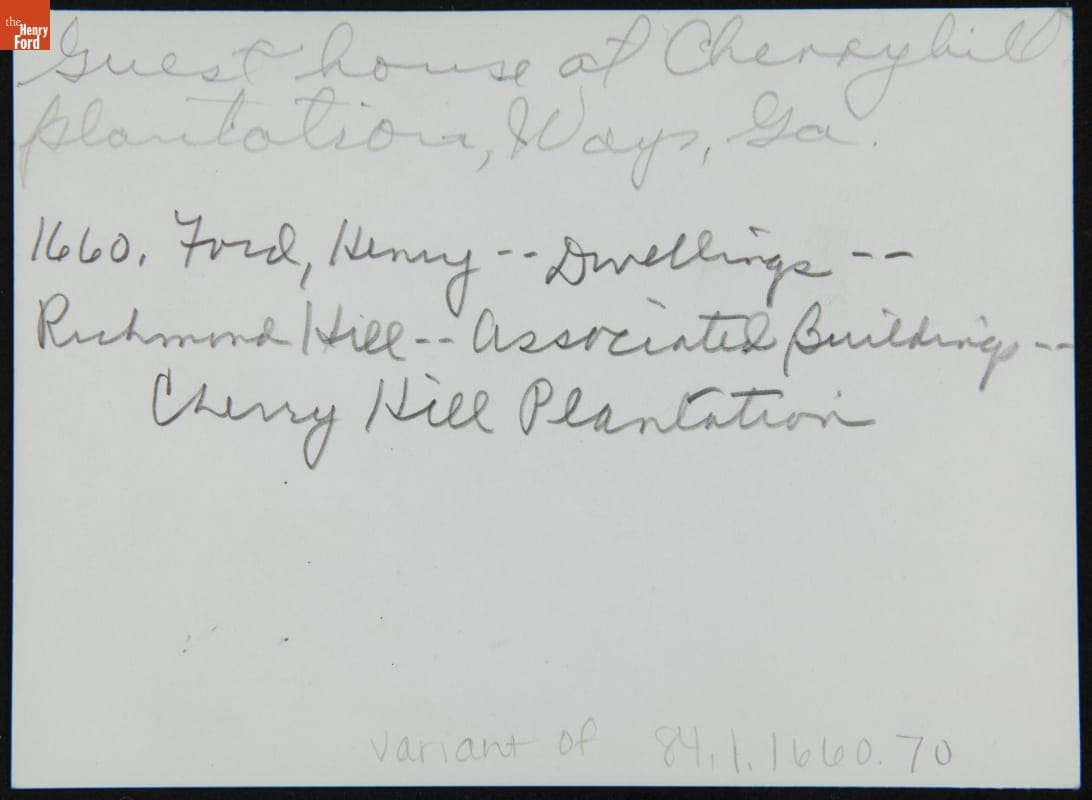 the
Henry
Ford
Guest house at Cherryhill
plantation, Ways, Ga.
1660. Ford, Henry -- Dwellings --
Richmond Hill -- Associated Buildings --
Cherry Hill Plantation
variant of 84.1.1660.70